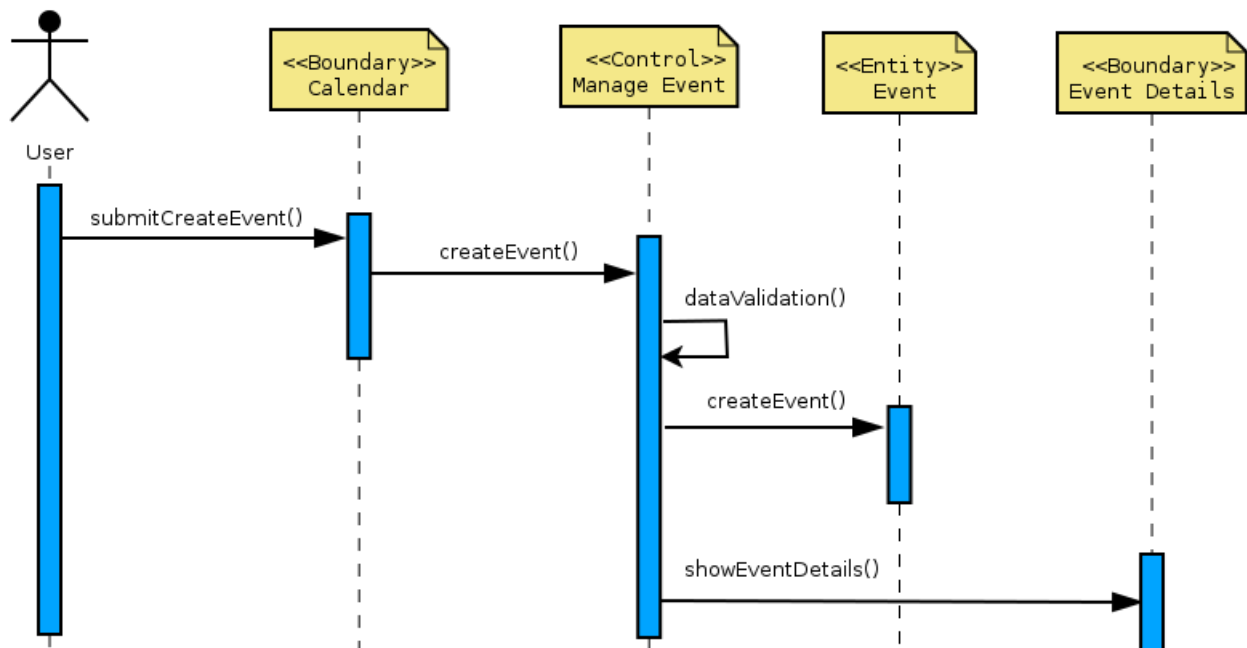 <<Boundary>>
Calendar
<<Control>>
Manage Event
<<Entity>>
Event
<<Boundary>>
Event Details
User
submitCreateEvent()
createEvent()
dataValidation()
createEvent()
showEventDetails()